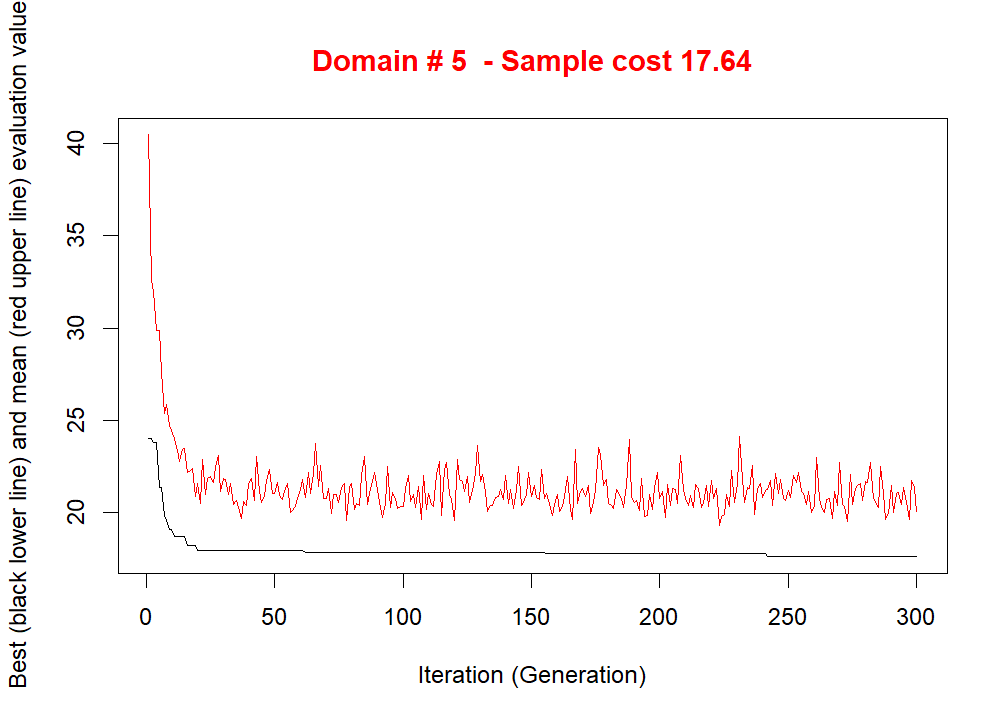 Domain # 5  - Sample cost 17.64
Best (black lower line) and mean (red upper line) evaluation value
40
35
30
25
20
0 50 100 150 200 250 300
Iteration (Generation)